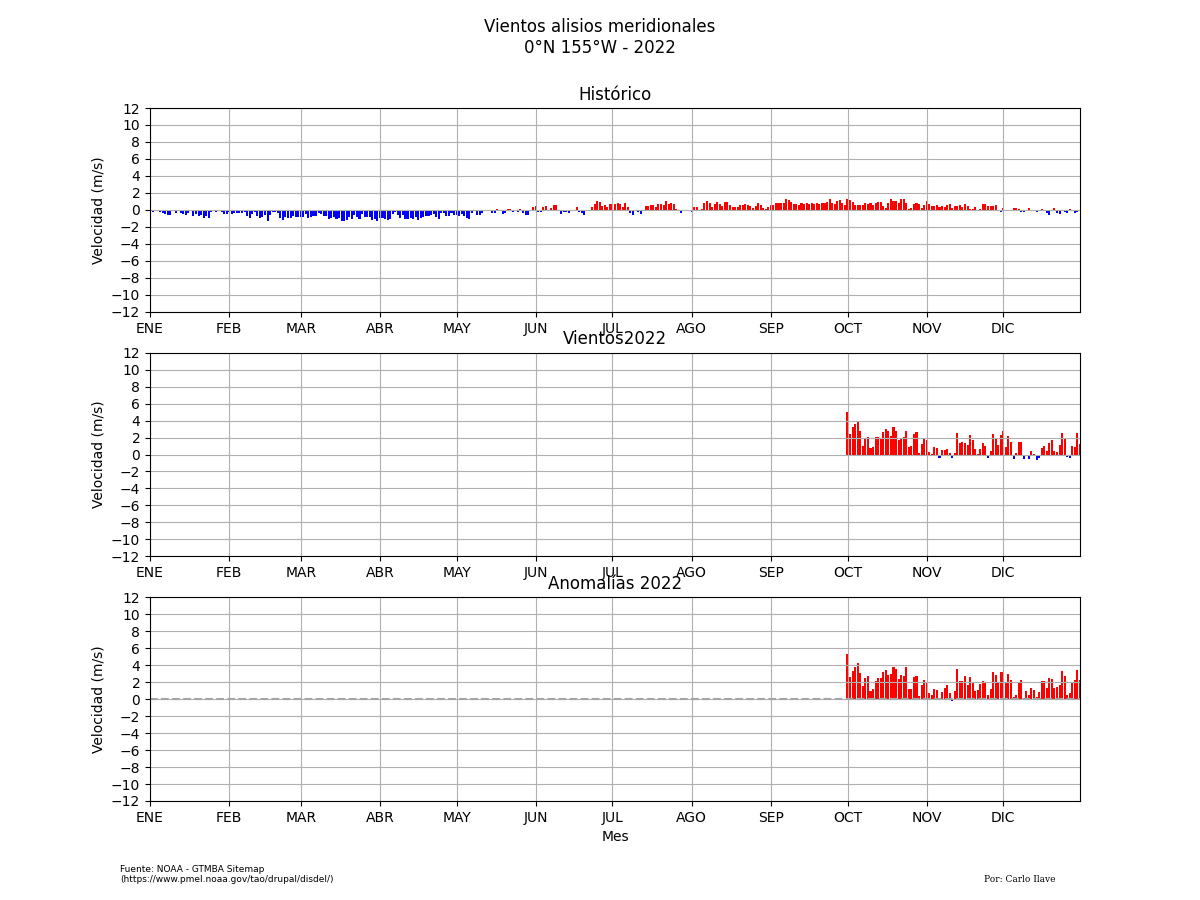 Vientos alisios meridionales
0°N 155°W - 2022
Histórico
12
10
8
6
4
2
0
−2
−4
−6
−8
−10
−12
Velocidad (m/s)
ENE FEB MAR ABR MAY JUN JUL AGO SEP OCT NOV DIC
Vientos2022
12
10
8
6
4
2
0
−2
−4
−6
−8
−10
−12
Velocidad (m/s)
ENE FEB MAR ABR MAY JUN JUL AGO SEP OCT NOV DIC
Anomalías 2022
12
10
8
6
4
2
0
−2
−4
−6
−8
−10
−12
Velocidad (m/s)
ENE FEB MAR ABR MAY JUN JUL AGO SEP OCT NOV DIC
Mes
Fuente: NOAA - GTMBA Sitemap
(https://www.pmel.noaa.gov/tao/drupal/disdel/)
Por: Carlo Ilave